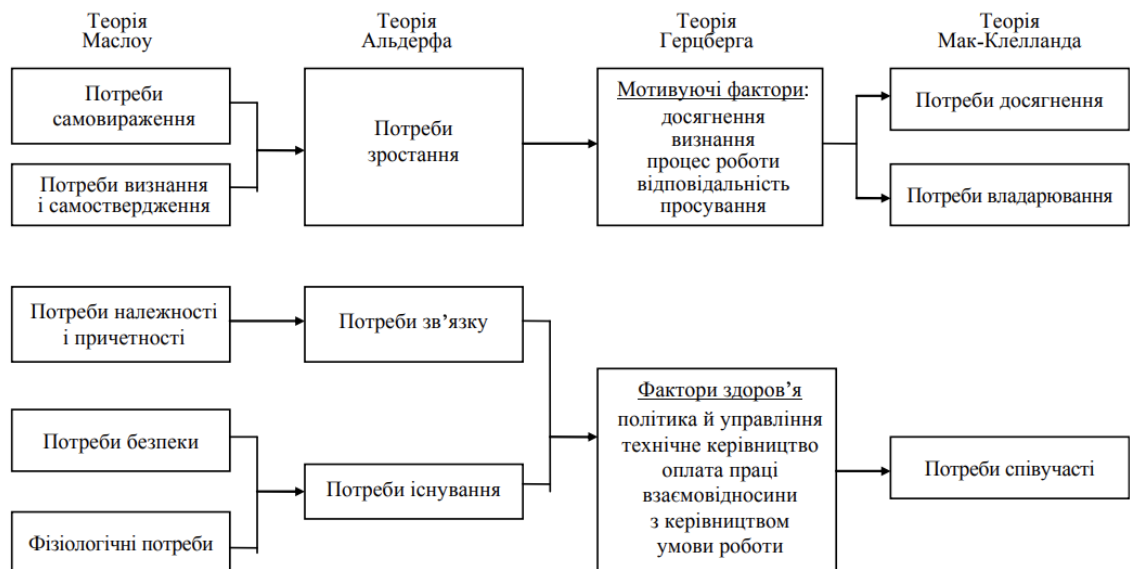 Теорія
Маслоу
Теорія
Альдерфа
Теорія
Герцберга
Теорія
Мак-Клелланда
Потреби
самовираження
Потреби визнання
і самоствердження
Потреби
зростання
Мотивуючі фактори:
досягнення
визнання
процес роботи
відповідальність
просування
Потреби досягнення
Потреби владарювання
Потреби належності
і причетності
Потреби зв’язку
Потреби безпеки
Фізіологічні потреби
Потреби існування
Фактори здоров’я
політика й управління
технічне керівництво
оплата праці
взаємовідносини
з керівництвом
умови роботи
Потреби співучасті